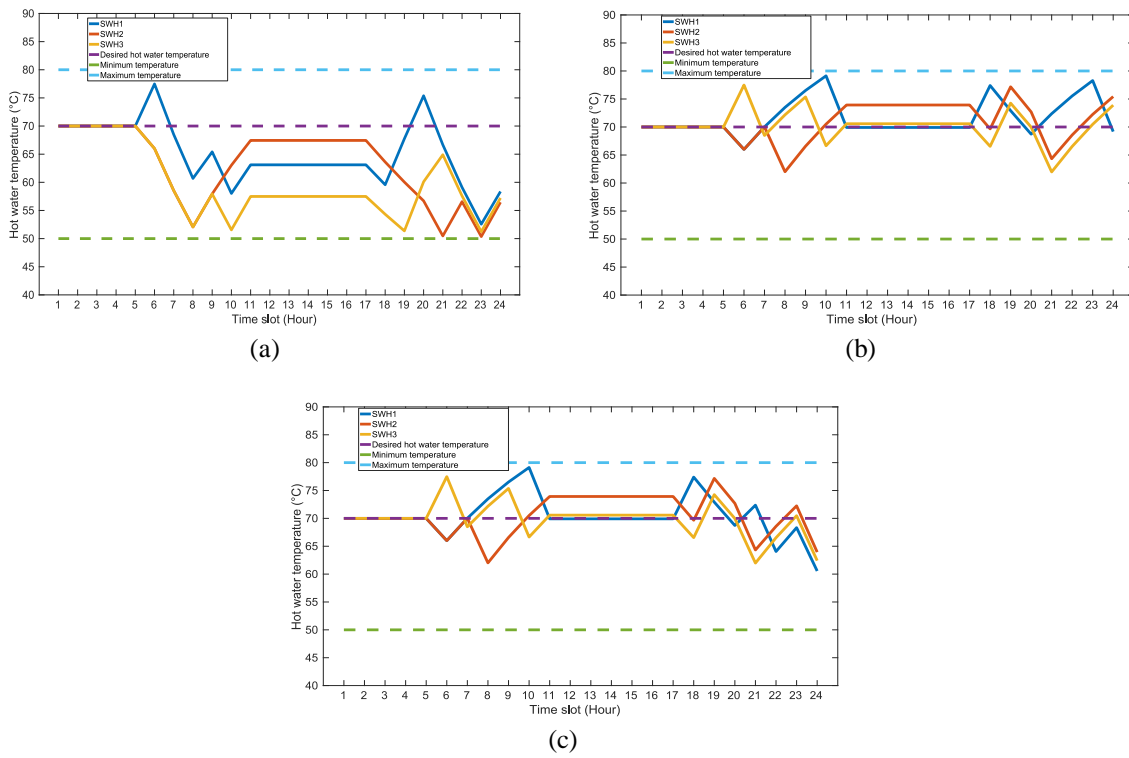 90
85
80
75
70
65
60
55
50
45
40
Hot water temperature (°C)
SWH1
SWH2
SWH3
Desired hot water temperature
Minimum temperature
Maximum temperature
1 2 3 4 5 6 7 8 9 10 11 12 13 14 15 16 17 18 19 20 21 22 23 24
Time slot (Hour)
(a)
90
85
80
75
70
65
60
55
50
45
40
Hot water temperature (°C)
SWH1
SWH2
SWH3
Desired hot water temperature
Minimum temperature
Maximum temperature
1 2 3 4 5 6 7 8 9 10 11 12 13 14 15 16 17 18 19 20 21 22 23 24
Time slot (Hour)
(b)
90
85
80
75
70
65
60
55
50
45
40
Hot water temperature (°C)
SWH1
SWH2
SWH3
Desired hot water temperature
Minimum temperature
Maximum temperature
1 2 3 4 5 6 7 8 9 10 11 12 13 14 15 16 17 18 19 20 21 22 23 24
Time slot (Hour)
(c)